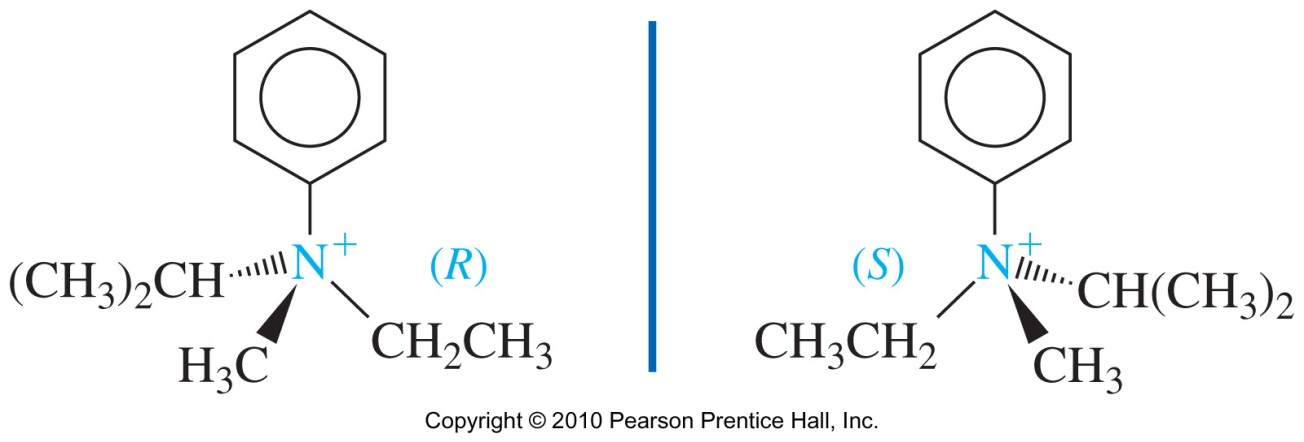 N+
(R)
(CH3)2CH
CH2CH3
H3C
N+
(S)
CH(CH3)2
CH3CH2
CH3
Copyright © 2010 Pearson Prentice Hall, Inc.